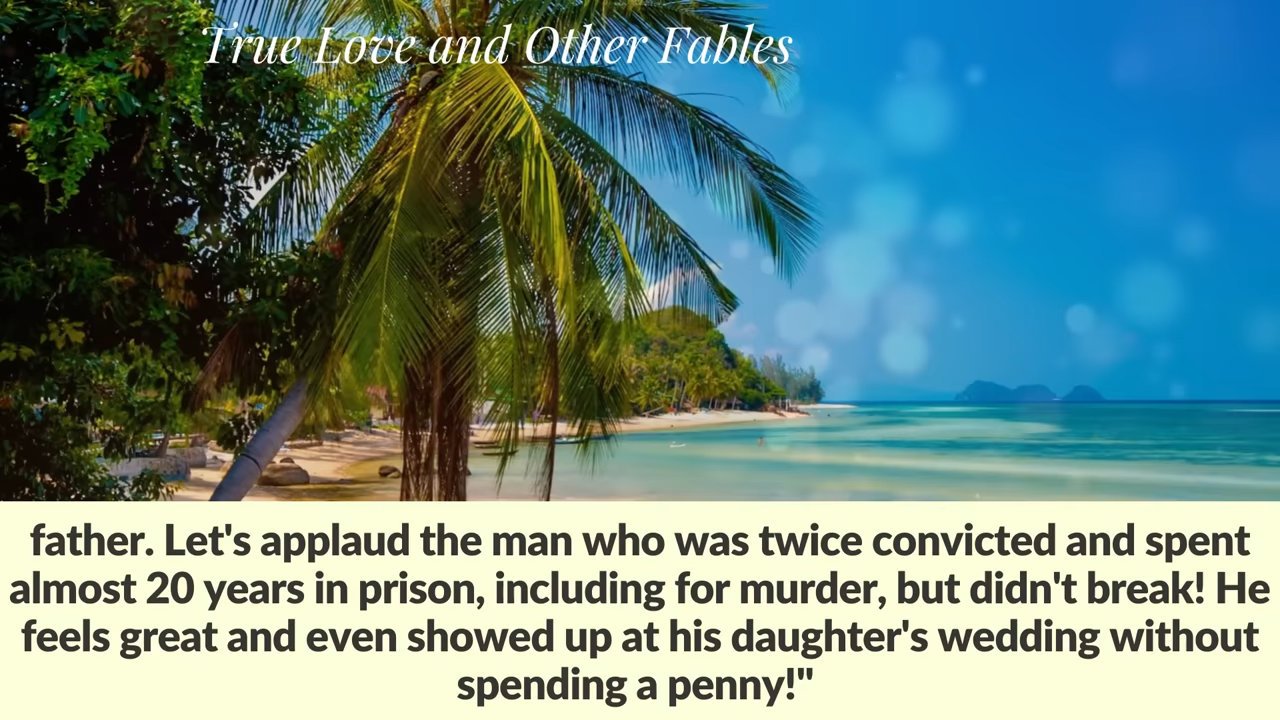 True Love and Other Fables
father. Let's applaud the man who was twice convicted and spent
almost 20 years in prison, including for murder, but didn't break! He
feels great and even showed up at his daughter's wedding without
spending a penny!"